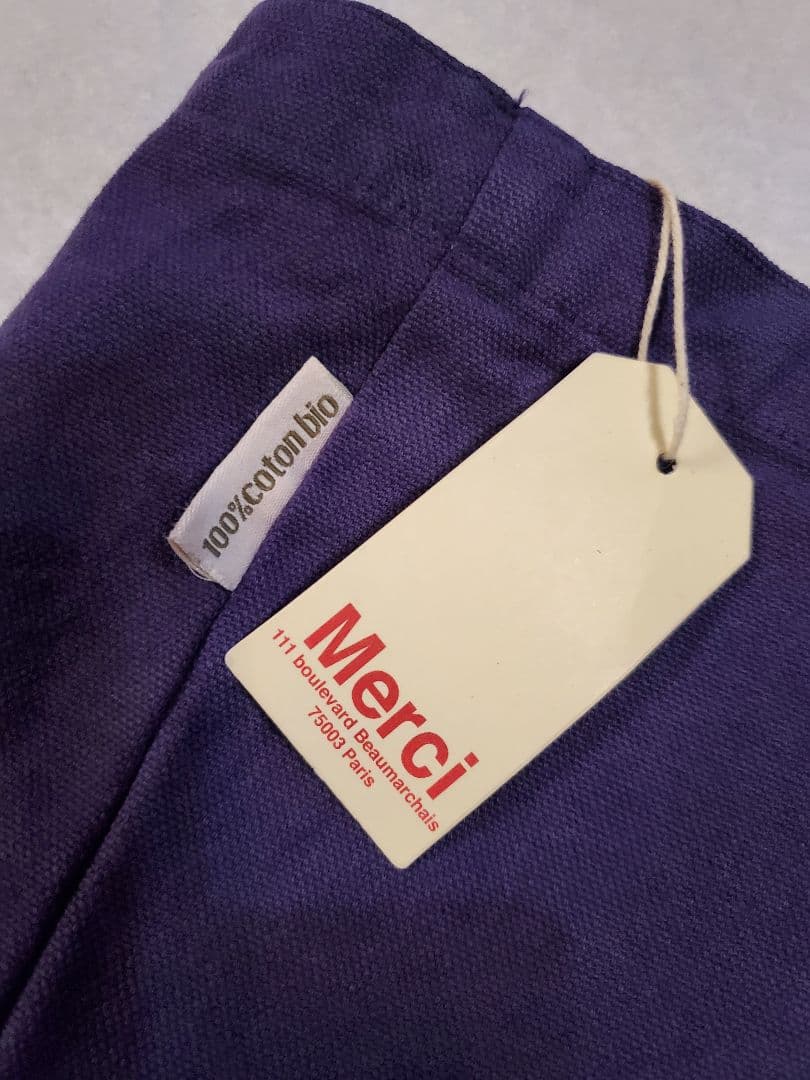 100%coton bio
Merci
111 boulevard Beaumarchais
75003 Paris